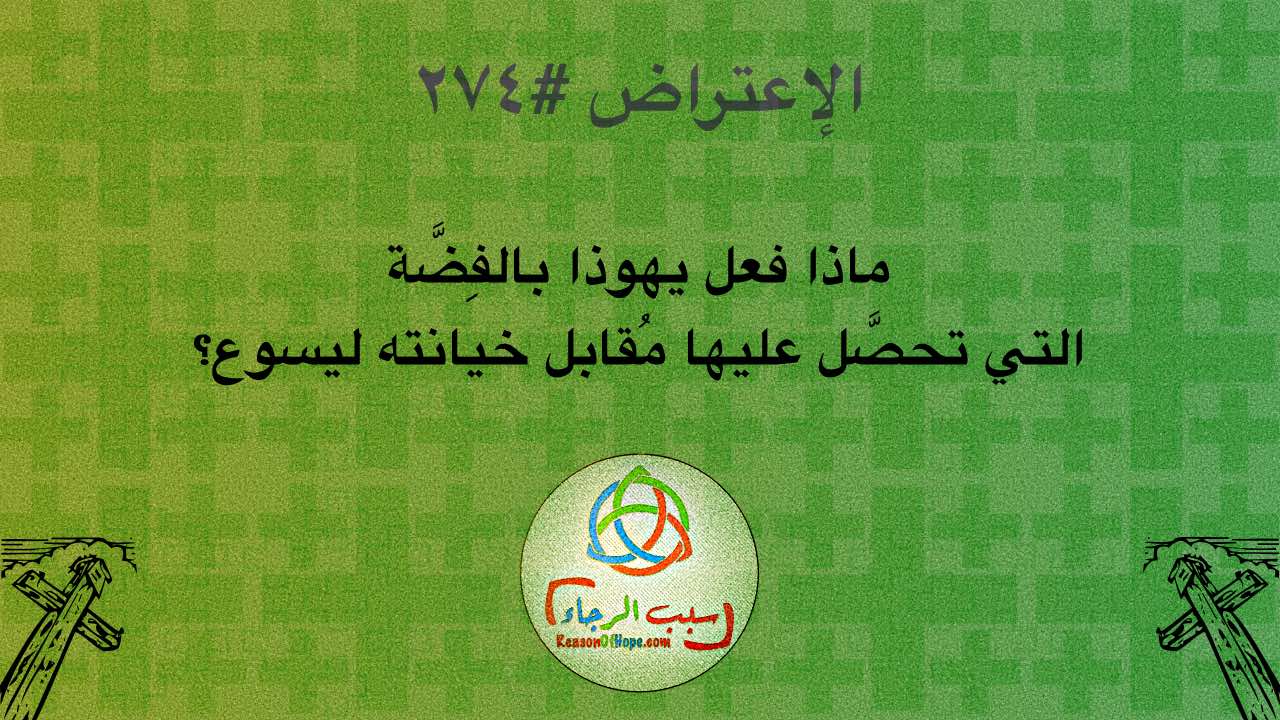 الإعتراض #٢٧٤
ماذا فعل يهوذا بالفِضَّة
التي تحصَّل عليها مُقابل خيانته ليسوع؟
سبب الرجاء
ReasonOfHope.com